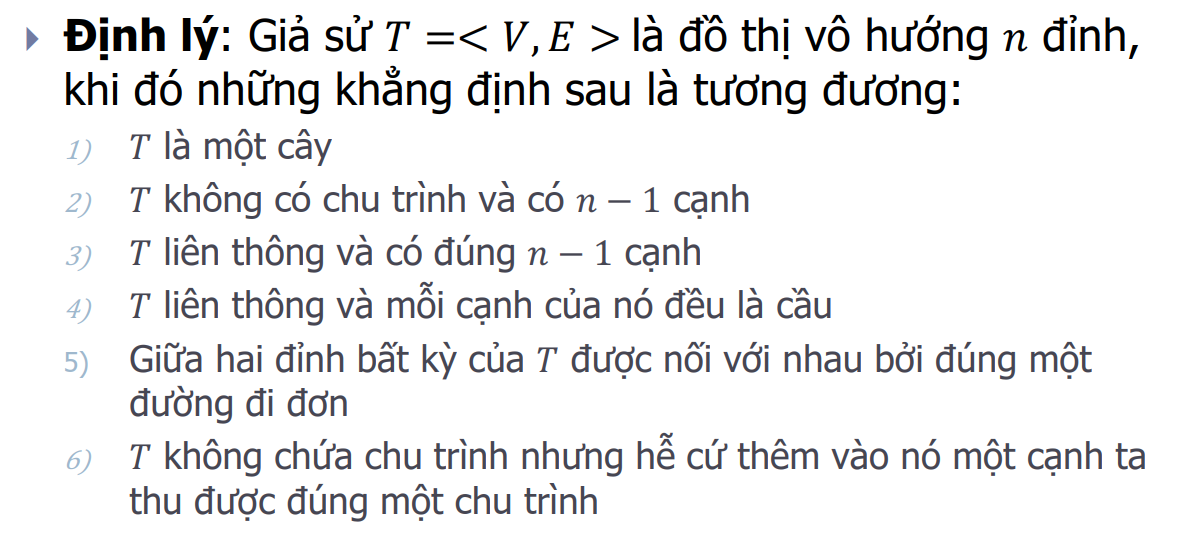 Định lý: Giả sử 𝑇 =< 𝑉, 𝐸 > là đồ thị vô hướng 𝑛 đỉnh,
khi đó những khẳng định sau là tương đương:
1) 𝑇 là một cây
2) 𝑇 không có chu trình và có 𝑛 − 1 cạnh
3) 𝑇 liên thông và có đúng 𝑛 − 1 cạnh
4) 𝑇 liên thông và mỗi cạnh của nó đều là cầu
5) Giữa hai đỉnh bất kỳ của 𝑇 được nối với nhau bởi đúng một
đường đi đơn
6) 𝑇 không chứa chu trình nhưng hễ cứ thêm vào nó một cạnh ta
thu được đúng một chu trình